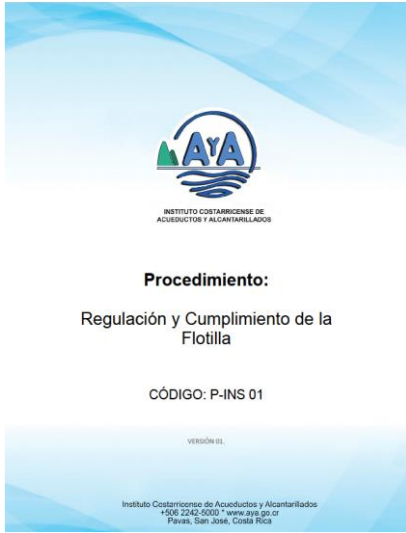 AYA
INSTITUTO COSTARRICENSE DE
ACUEDUCTOS Y ALCANTARILLADOS
Procedimiento:
Regulación y Cumplimiento de la
Flotilla
CÓDIGO: P-INS 01
VERSIÓN 01.
Instituto Costarricense de Acueductos y Alcantarillados
+506 2242-5000 * www.aya.go.cr
Pavas, San José, Costa Rica